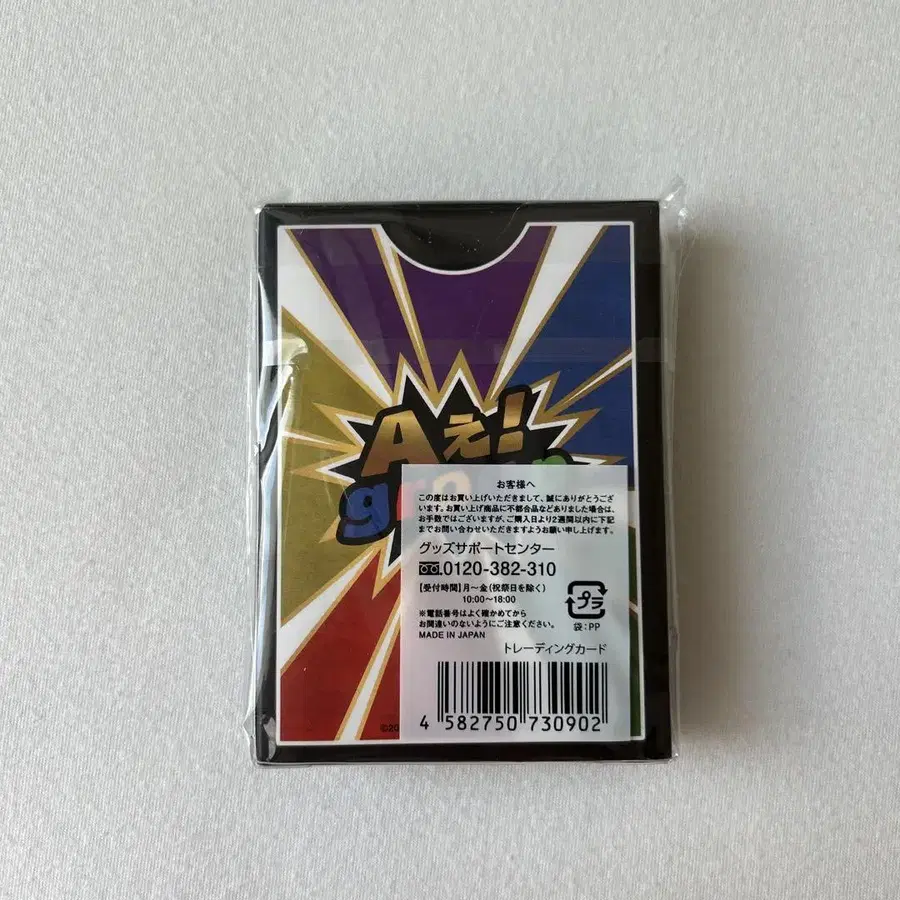 Aえ!
gr
お客様へ
この度はお買い上げいただきまして、誠にありがとうござ
います。お買い上げ商品に不都合品などありました場合は、
お手数ではございますが、ご購入日より2週間以内に下記
までお問い合わせいただきますようお願い申し上げます。
グッズサポートセンター
0120-382-310
【受付時間】月〜金(祝祭日を除く)
10:00〜18:00
※電話番号はよく確かめてから
お間違いのないようにご注意ください。
MADE IN JAPAN
プラ
袋:PP
トレーディングカード
4 582750 730902
©20